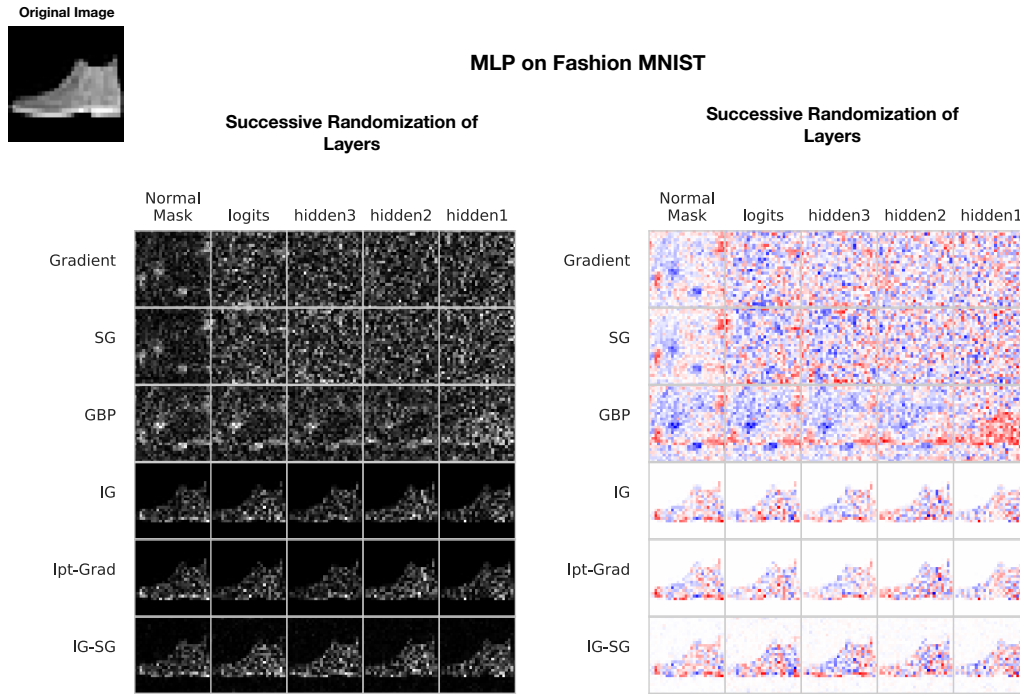 Original Image
MLP on Fashion MNIST
Successive Randomization of
Layers
Normal
Mask logits hidden3 hidden2 hidden1
Gradient
SG
GBP
IG
Ipt-Grad
IG-SG
Successive Randomization of
Layers
Normal
Mask logits hidden3 hidden2 hidden1
Gradient
SG
GBP
IG
Ipt-Grad
IG-SG